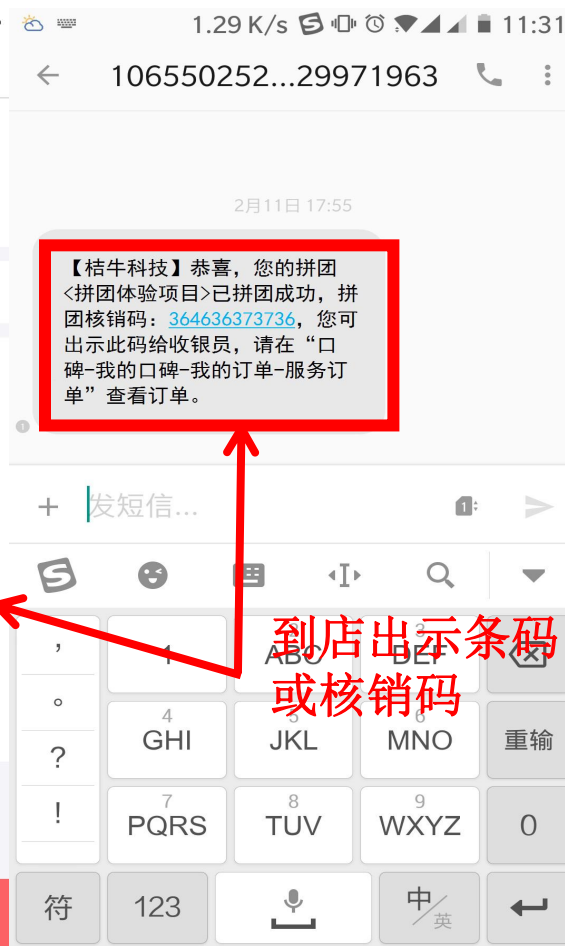 1.29 K/s 11:31
106550252...29971963
2月11日 17:55
【桔牛科技】恭喜，您的拼团
<拼团体验项目>已拼团成功，拼
团核销码：364636373736，您可
出示此码给收银员，请在“口
碑-我的口碑-我的订单-服务订
单”查看订单。
1
+ 发短信... 1
到店出示条码
或核销码
， 1 2 ABC 3 DEF
。
4 GHI 5 JKL 6 MNO 重输
?
! 7 PQRS 8 TUV 9 WXYZ 0
符 123 中/英